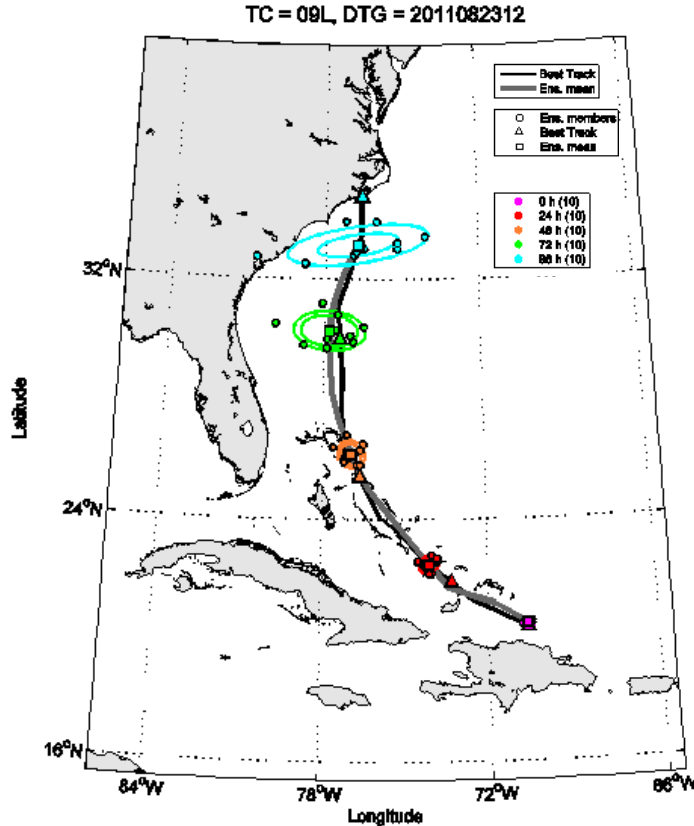 TC = 09L, DTG = 2011082312
Best Track
Ens. mean
Ens. members
Best Track
Ens. mean
0 h (10)
24 h (10)
48 h (10)
72 h (10)
96 h (10)
32°N
24°N
16°N
84°W
78°W
72°W
66°W
Latitude
Longitude